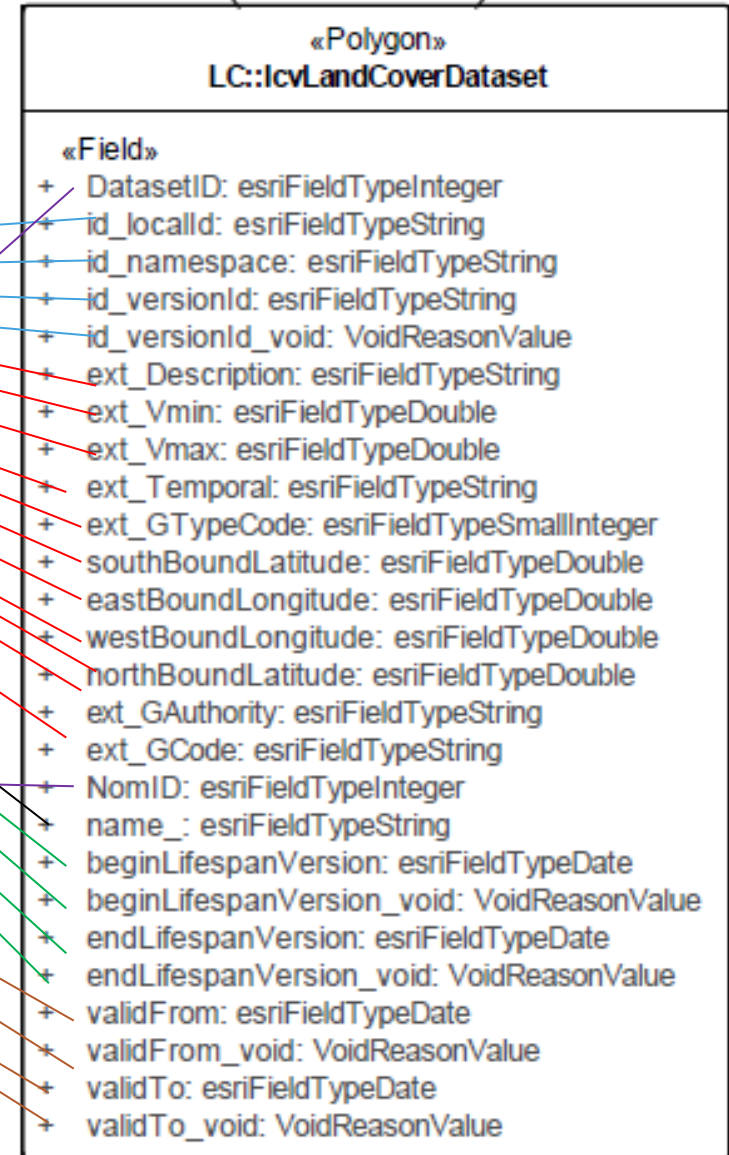 «Polygon»
LC::lcvLandCoverDataset
«Field»
+ DatasetID: esriFieldTypeInteger
+ id_localId: esriFieldTypeString
+ id_namespace: esriFieldTypeString
+ id_versionId: esriFieldTypeString
+ id_versionId_void: VoidReasonValue
+ ext_Description: esriFieldTypeString
+ ext_Vmin: esriFieldTypeDouble
+ ext_Vmax: esriFieldTypeDouble
+ ext_Temporal: esriFieldTypeString
+ ext_GTypeCode: esriFieldTypeSmallInteger
+ southBoundLatitude: esriFieldTypeDouble
+ eastBoundLongitude: esriFieldTypeDouble
+ westBoundLongitude: esriFieldTypeDouble
+ northBoundLatitude: esriFieldTypeDouble
+ ext_GAuthority: esriFieldTypeString
+ ext_GCode: esriFieldTypeString
+ NomID: esriFieldTypeInteger
+ name_: esriFieldTypeString
+ beginLifespanVersion: esriFieldTypeDate
+ beginLifespanVersion_void: VoidReasonValue
+ endLifespanVersion: esriFieldTypeDate
+ endLifespanVersion_void: VoidReasonValue
+ validFrom: esriFieldTypeDate
+ validFrom_void: VoidReasonValue
+ validTo: esriFieldTypeDate
+ validTo_void: VoidReasonValue